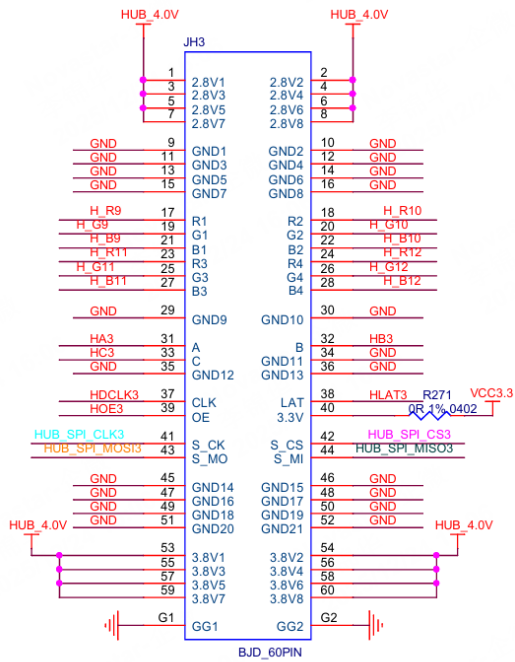 HUB_4.0V HUB_4.0V
JH3
1 2.8V1 2.8V2 2
3 2.8V3 2.8V4 4
5 2.8V5 2.8V6 6
7 2.8V7 2.8V8 8
GND 9 GND1 GND2 10 GND
GND 11 GND3 GND4 12 GND
GND 13 GND5 GND6 14 GND
GND 15 GND7 GND8 16 GND
H_R9 17 R1 R2 18 H_R10
H_G9 19 G1 G2 20 H_G10
H_B9 21 B1 B2 22 H_B10
H_R11 23 R3 R4 24 H_R12
H_G11 25 G3 G4 26 H_G12
H_B11 27 B3 B4 28 H_B12
GND 29 GND9 GND10 30 GND
HA3 31 A B 32 HB3
HC3 33 C GND11 34 GND
GND 35 GND12 GND13 36 GND
HDCLK3 37 CLK LAT 38 HLAT3 R271 VCC3.3
HOE3 39 OE 3.3V 40 0R 1% 0402
HUB_SPI_CLK3 41 S_CK S_CS 42 HUB_SPI_CS3
HUB_SPI_MOSI3 43 S_MO S_MI 44 HUB_SPI_MISO3
GND 45 GND14 GND15 46 GND
GND 47 GND16 GND17 48 GND
GND 49 GND18 GND19 50 GND
GND 51 GND20 GND21 52 GND
HUB_4.0V HUB_4.0V
53 3.8V1 3.8V2 54
55 3.8V3 3.8V4 56
57 3.8V5 3.8V6 58
59 3.8V7 3.8V8 60
G1 GG1 GG2 G2
BJD_60PIN